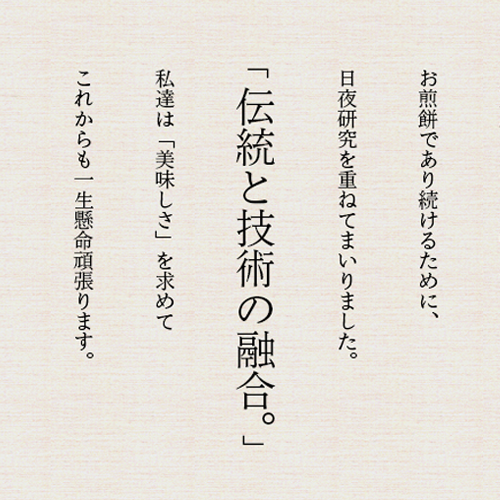 お煎餅であり続けるために、
日夜研究を重ねてまいりました。
「伝統と技術の融合。」
私達は「美味しさ」を求めて
これからも一生懸命頑張ります。